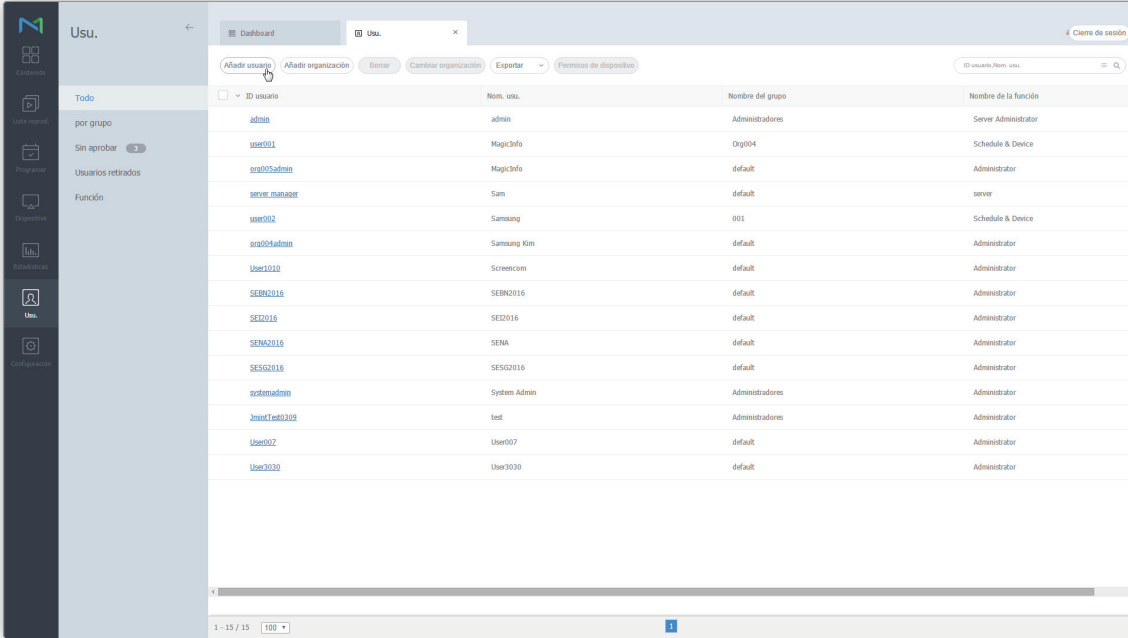 Usu.
Dashboard
Usu.
Cierre de sesión
Añadir usuario Añadir organización Borrar Cambiar organización Exportar Permisos de dispositivo
ID usuario,Nom. usu.
Contenido
Lista reprod.
Programar
Dispositivo
Estadísticas
Usu.
Configuración
Todo
por grupo
Sin aprobar 3
Usuarios retirados
Función
ID usuario Nom. usu. Nombre del grupo Nombre de la función
admin admin Administradores Server Administrator
user001 MagicInfo Org004 Schedule & Device
org005admin MagicInfo default Administrator
server manager Sam default server
user002 Samsung 001 Schedule & Device
org004admin Samsung Kim default Administrator
User1010 Screencom default Administrator
SEBN2016 SEBN2016 default Administrator
SEI2016 SEI2016 default Administrator
SENA2016 SENA default Administrator
SESG2016 SESG2016 default Administrator
systemadmin System Admin Administradores Administrator
JmintTest0309 test Administradores Administrator
User007 User007 default Administrator
User3030 User3030 default Administrator
1 - 15 / 15 100 1